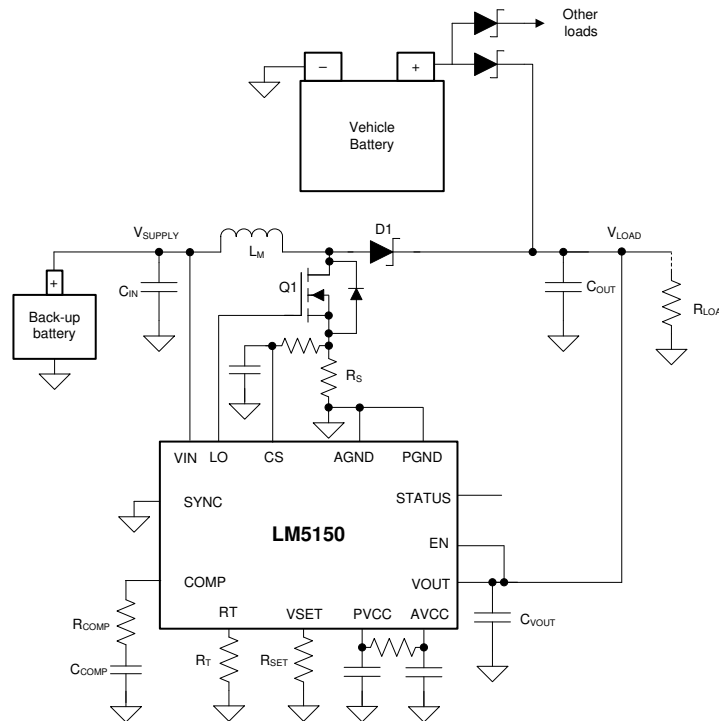 Other
loads
–
+
Vehicle
Battery
VSUPPLY
LM
D1
VLOAD
+
CIN
Q1
COUT
RLOA
Back-up
battery
RS
VIN
LO
CS
AGND
PGND
SYNC
STATUS
LM5150
EN
COMP
VOUT
RCOMP
RT
VSET
PVCC
AVCC
CVOUT
CCOMP
RT
RSET